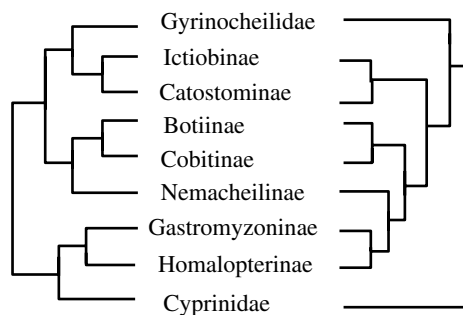 Gyrinocheilidae
Ictiobinae
Catostominae
Botiinae
Cobitinae
Nemacheilinae
Gastromyzoninae
Homalopterinae
Cyprinidae